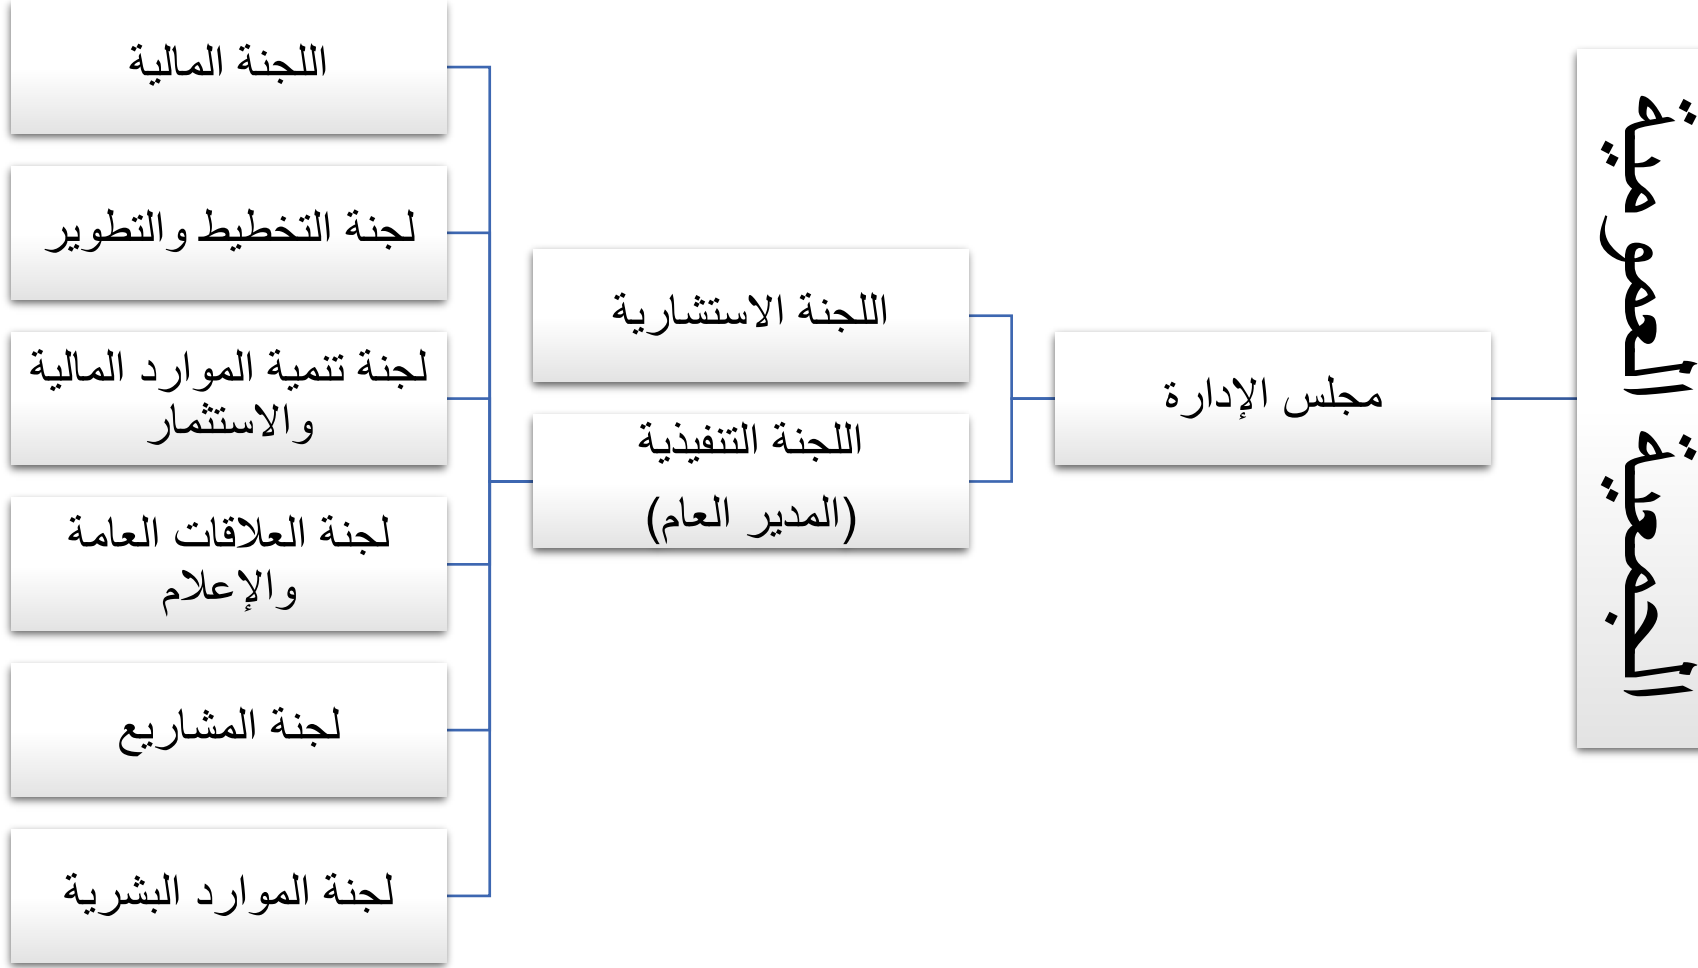 الجمعية العمومية
مجلس الإدارة
اللجنة الاستشارية
اللجنة التنفيذية
(المدير العام)
اللجنة المالية
لجنة التخطيط والتطوير
لجنة تنمية الموارد المالية
والاستثمار
لجنة العلاقات العامة
والإعلام
لجنة المشاريع
لجنة الموارد البشرية